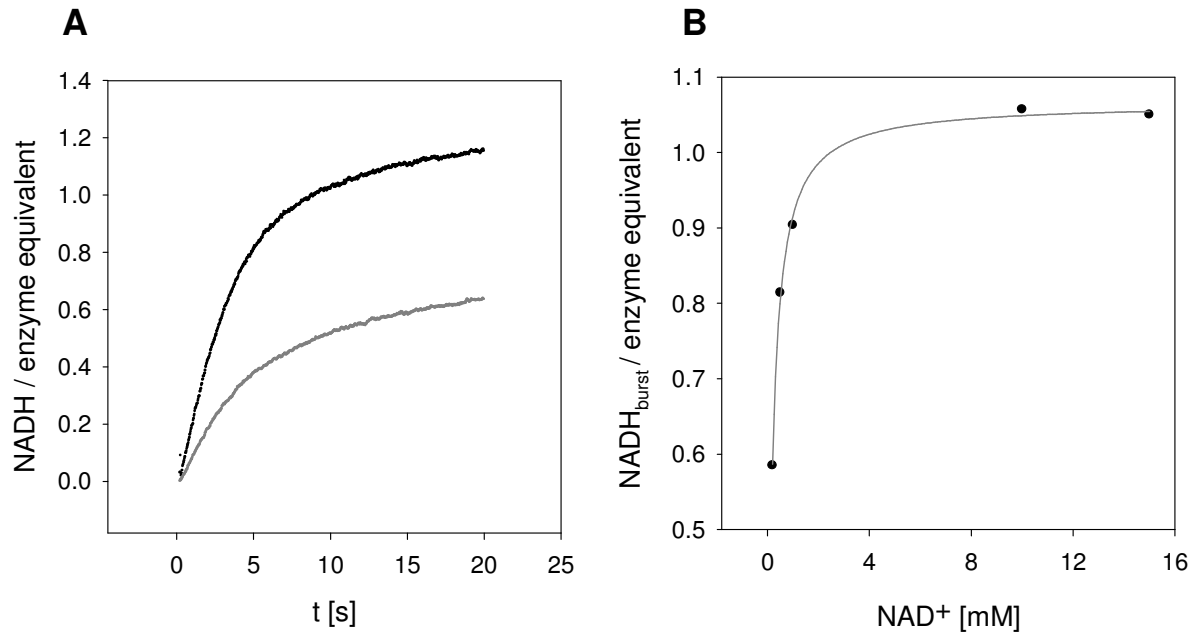 A
NADH / enzyme equivalent
1.4
1.2
1.0
0.8
0.6
0.4
0.2
0.0
0 5 10 15 20 25
t [s]
B
NADHburst / enzyme equivalent
1.1
1.0
0.9
0.8
0.7
0.6
0.5
0 4 8 12 16
NAD+ [mM]